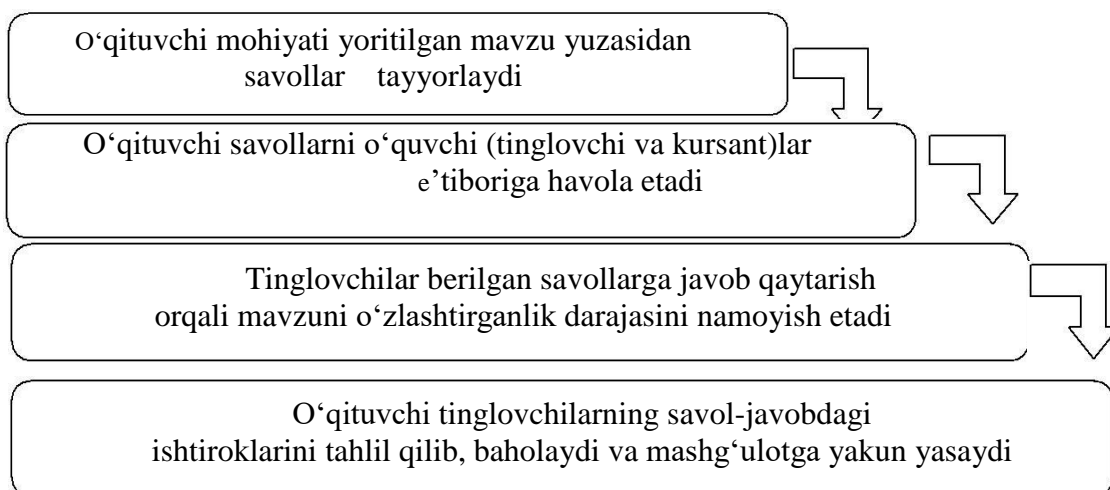 O‘qituvchi mohiyati yoritilgan mavzu yuzasidan
savollar tayyorlaydi
O‘qituvchi savollarni o‘quvchi (tinglovchi va kursant)lar
e’tiboriga havola etadi
Tinglovchilar berilgan savollarga javob qaytarish
orqali mavzuni o‘zlashtirganlik darajasini namoyish etadi
O‘qituvchi tinglovchilarning savol-javobdagi
ishtiroklarini tahlil qilib, baholaydi va mashg‘ulotga yakun yasaydi